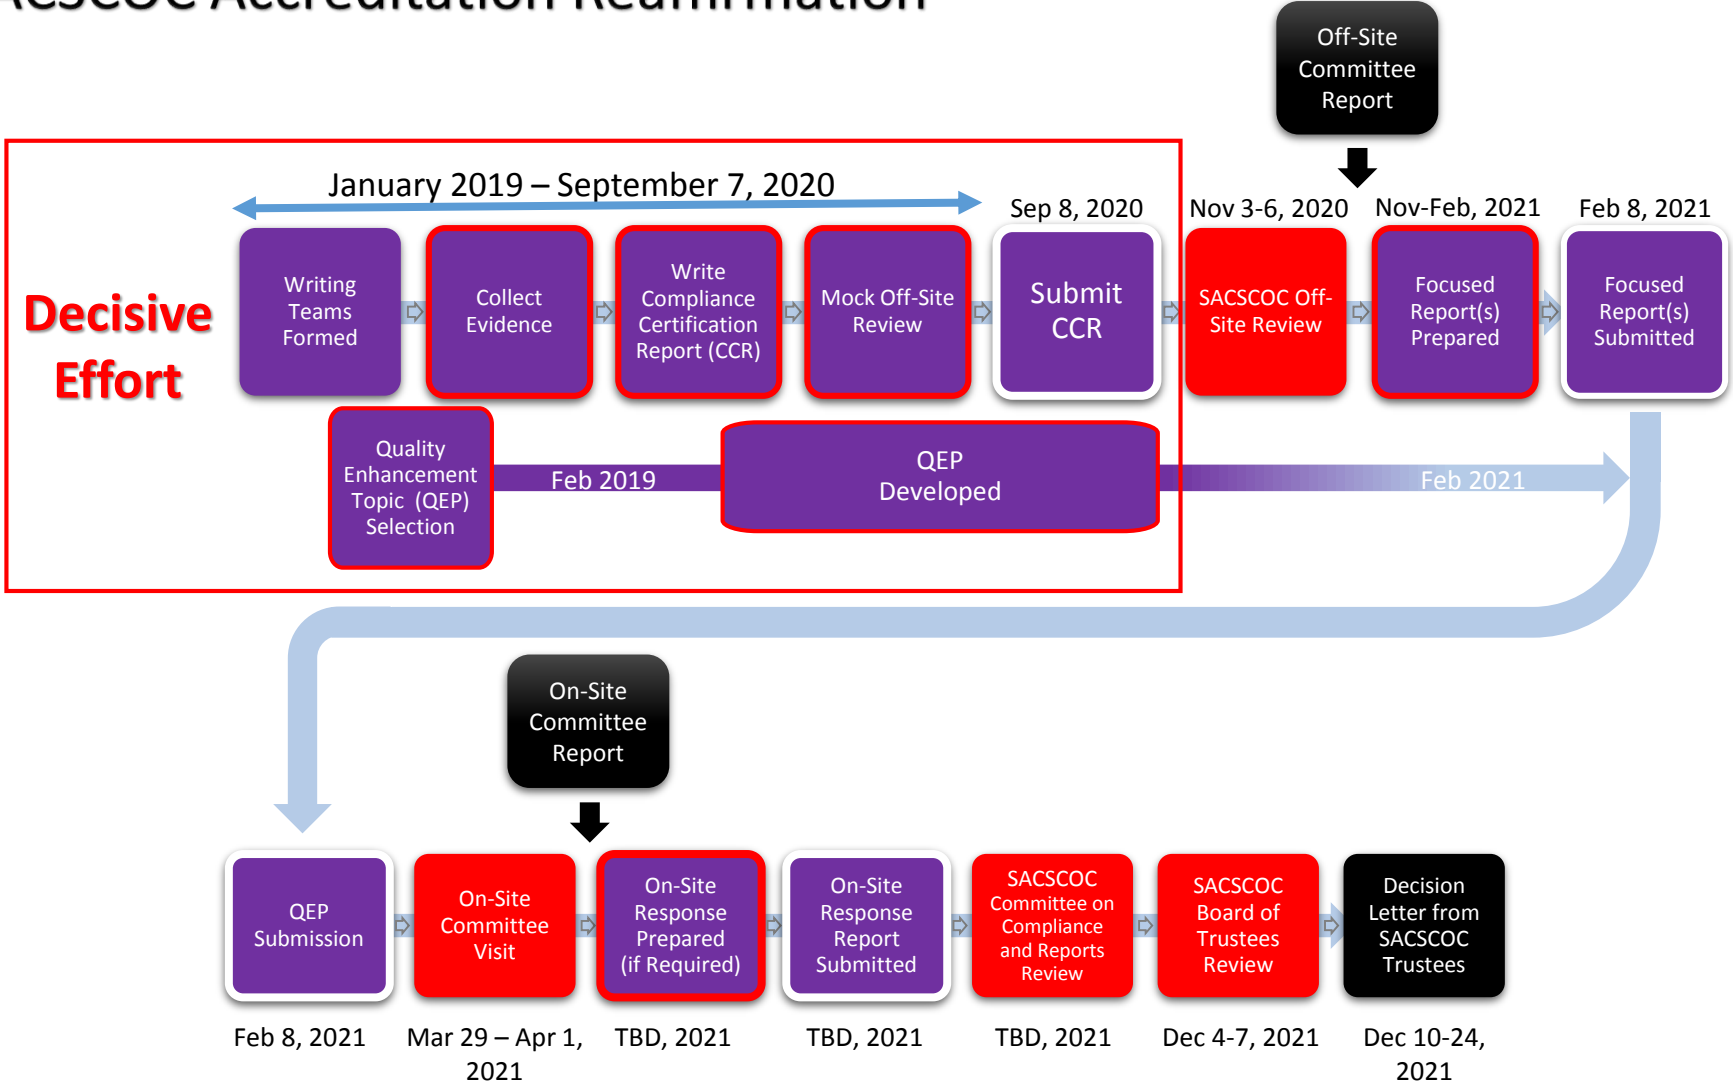 ACSCOC Accreditation Reaffirmation
Off-Site
Committee
Report
January 2019 – September 7, 2020
Sep 8, 2020
Nov 3-6, 2020
Nov-Feb, 2021
Feb 8, 2021
Decisive
Effort
Writing
Teams
Formed
Collect
Evidence
Write
Compliance
Certification
Report (CCR)
Mock Off-Site
Review
Submit
CCR
SACSCOC Off-
Site Review
Focused
Report(s)
Prepared
Focused
Report(s)
Submitted
Quality
Enhancement
Topic (QEP)
Selection
Feb 2019
QEP
Developed
Feb 2021
On-Site
Committee
Report
QEP
Submission
On-Site
Committee
Visit
On-Site
Response
Prepared
(if Required)
On-Site
Response
Report
Submitted
SACSCOC
Committee on
Compliance
and Reports
Review
SACSCOC
Board of
Trustees
Review
Decision
Letter from
SACSCOC
Trustees
Feb 8, 2021
Mar 29 – Apr 1,
2021
TBD, 2021
TBD, 2021
TBD, 2021
Dec 4-7, 2021
Dec 10-24,
2021